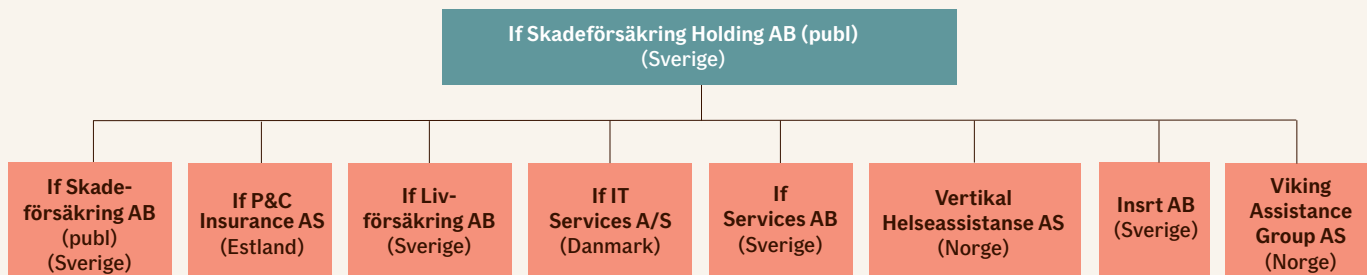 If Skadeförsäkring Holding AB (publ)
(Sverige)
If Skade-
försäkring AB
(publ)
(Sverige)
If P&C
Insurance AS
(Estland)
If Liv-
försäkring AB
(Sverige)
If IT
Services A/S
(Danmark)
If
Services AB
(Sverige)
Vertikal
Helseassistanse AS
(Norge)
Insrt AB
(Sverige)
Viking
Assistance
Group AS
(Norge)